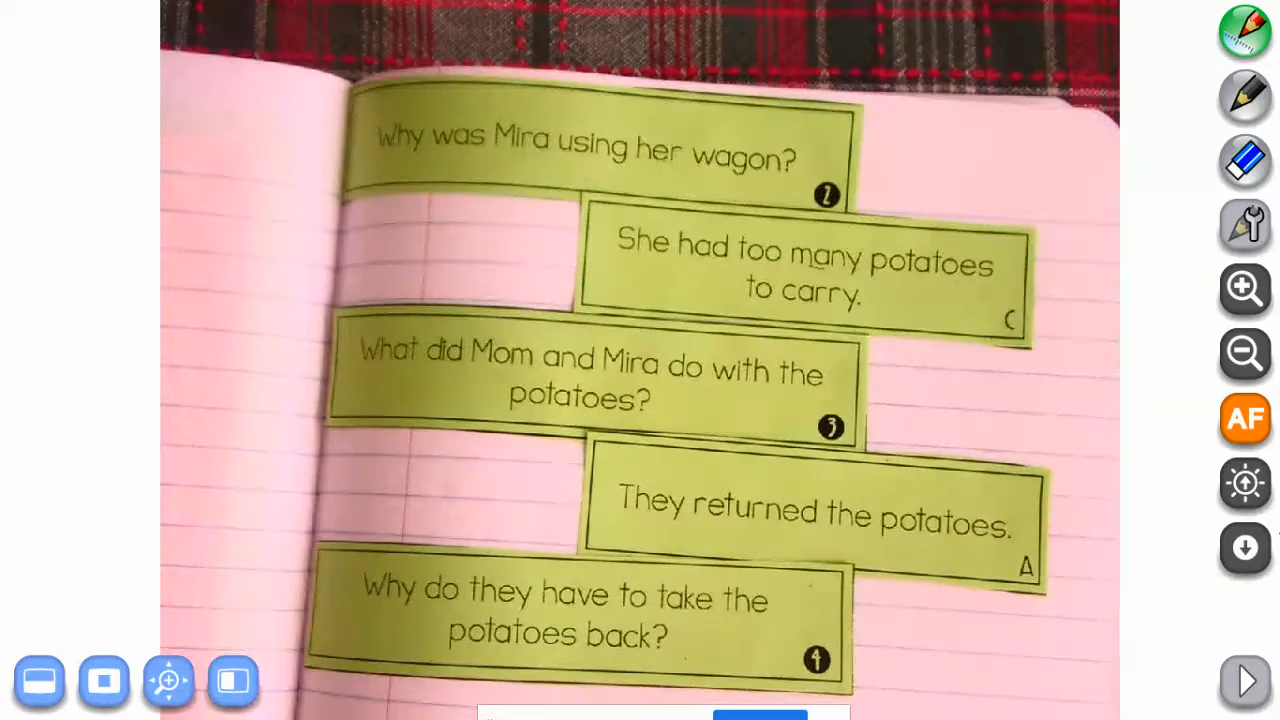 Why was Mira using her wagon?
2
She had too many potatoes
to carry.
C
What did Mom and Mira do with the
potatoes?
3
They returned the potatoes.
A
Why do they have to take the
potatoes back?
4
AF